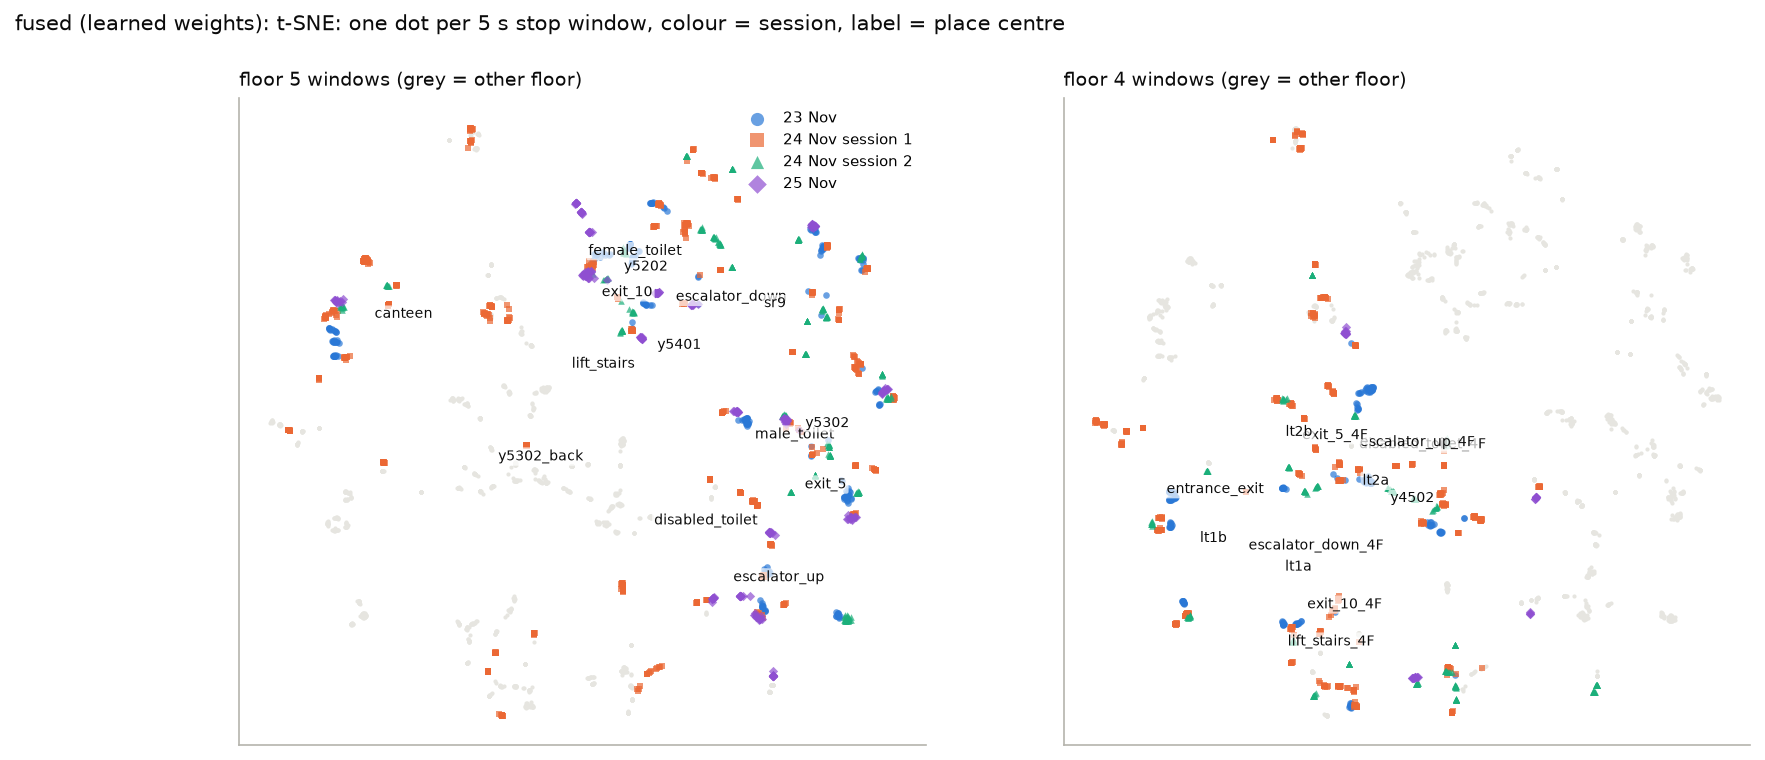 fused (learned weights): t-SNE: one dot per 5 s stop window, colour = session, label = place centre
floor 5 windows (grey = other floor)
23 Nov
24 Nov session 1
24 Nov session 2
25 Nov
female_toilet
y5202
exit_10
escalator_down
sr9
canteen
y5401
lift_stairs
y5302
male_toilet
y5302_back
exit_5
disabled_toilet
escalator_up
floor 4 windows (grey = other floor)
lt2b
exit_5_4F
escalator_up_4F
lt2a
entrance_exit
y4502
lt1b
escalator_down_4F
lt1a
exit_10_4F
lift_stairs_4F